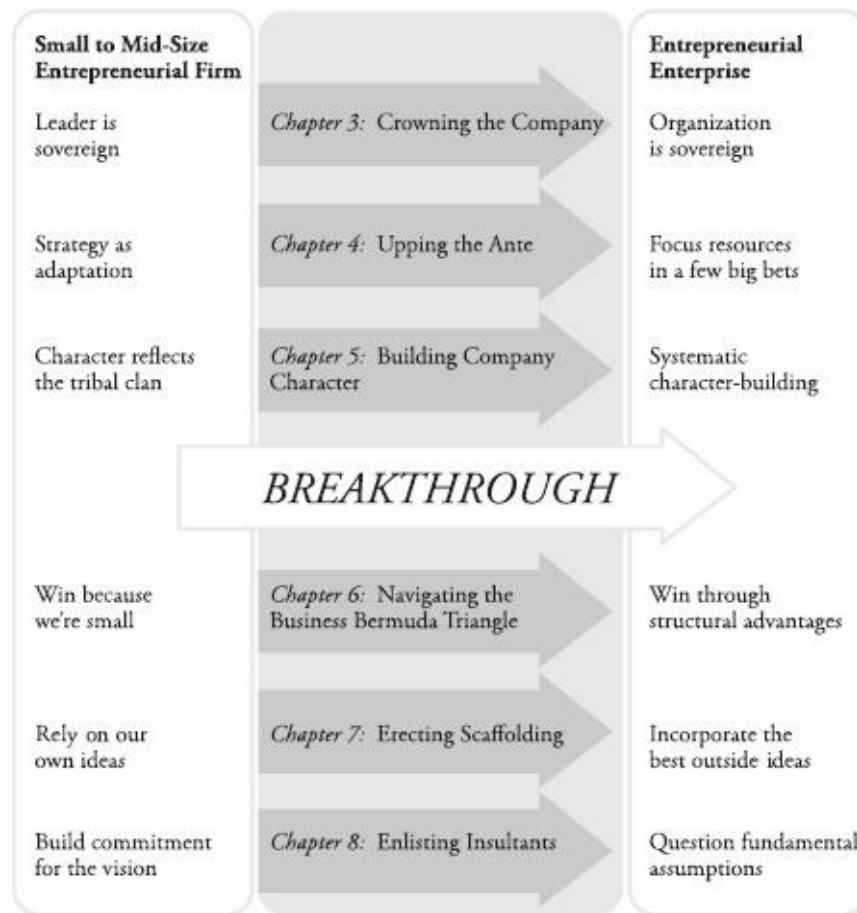 Small to Mid-Size
Entrepreneurial Firm
Entrepreneurial
Enterprise
Leader is
sovereign
Chapter 3: Crowning the Company
Organization
is sovereign
Strategy as
adaptation
Chapter 4: Upping the Ante
Focus resources
in a few big bets
Character reflects
the tribal clan
Chapter 5: Building Company
Character
Systematic
character-building
BREAKTHROUGH
Win because
we're small
Chapter 6: Navigating the
Business Bermuda Triangle
Win through
structural advantages
Rely on our
own ideas
Chapter 7: Erecting Scaffolding
Incorporate the
best outside ideas
Build commitment
for the vision
Chapter 8: Enlisting Insultants
Question fundamental
assumptions